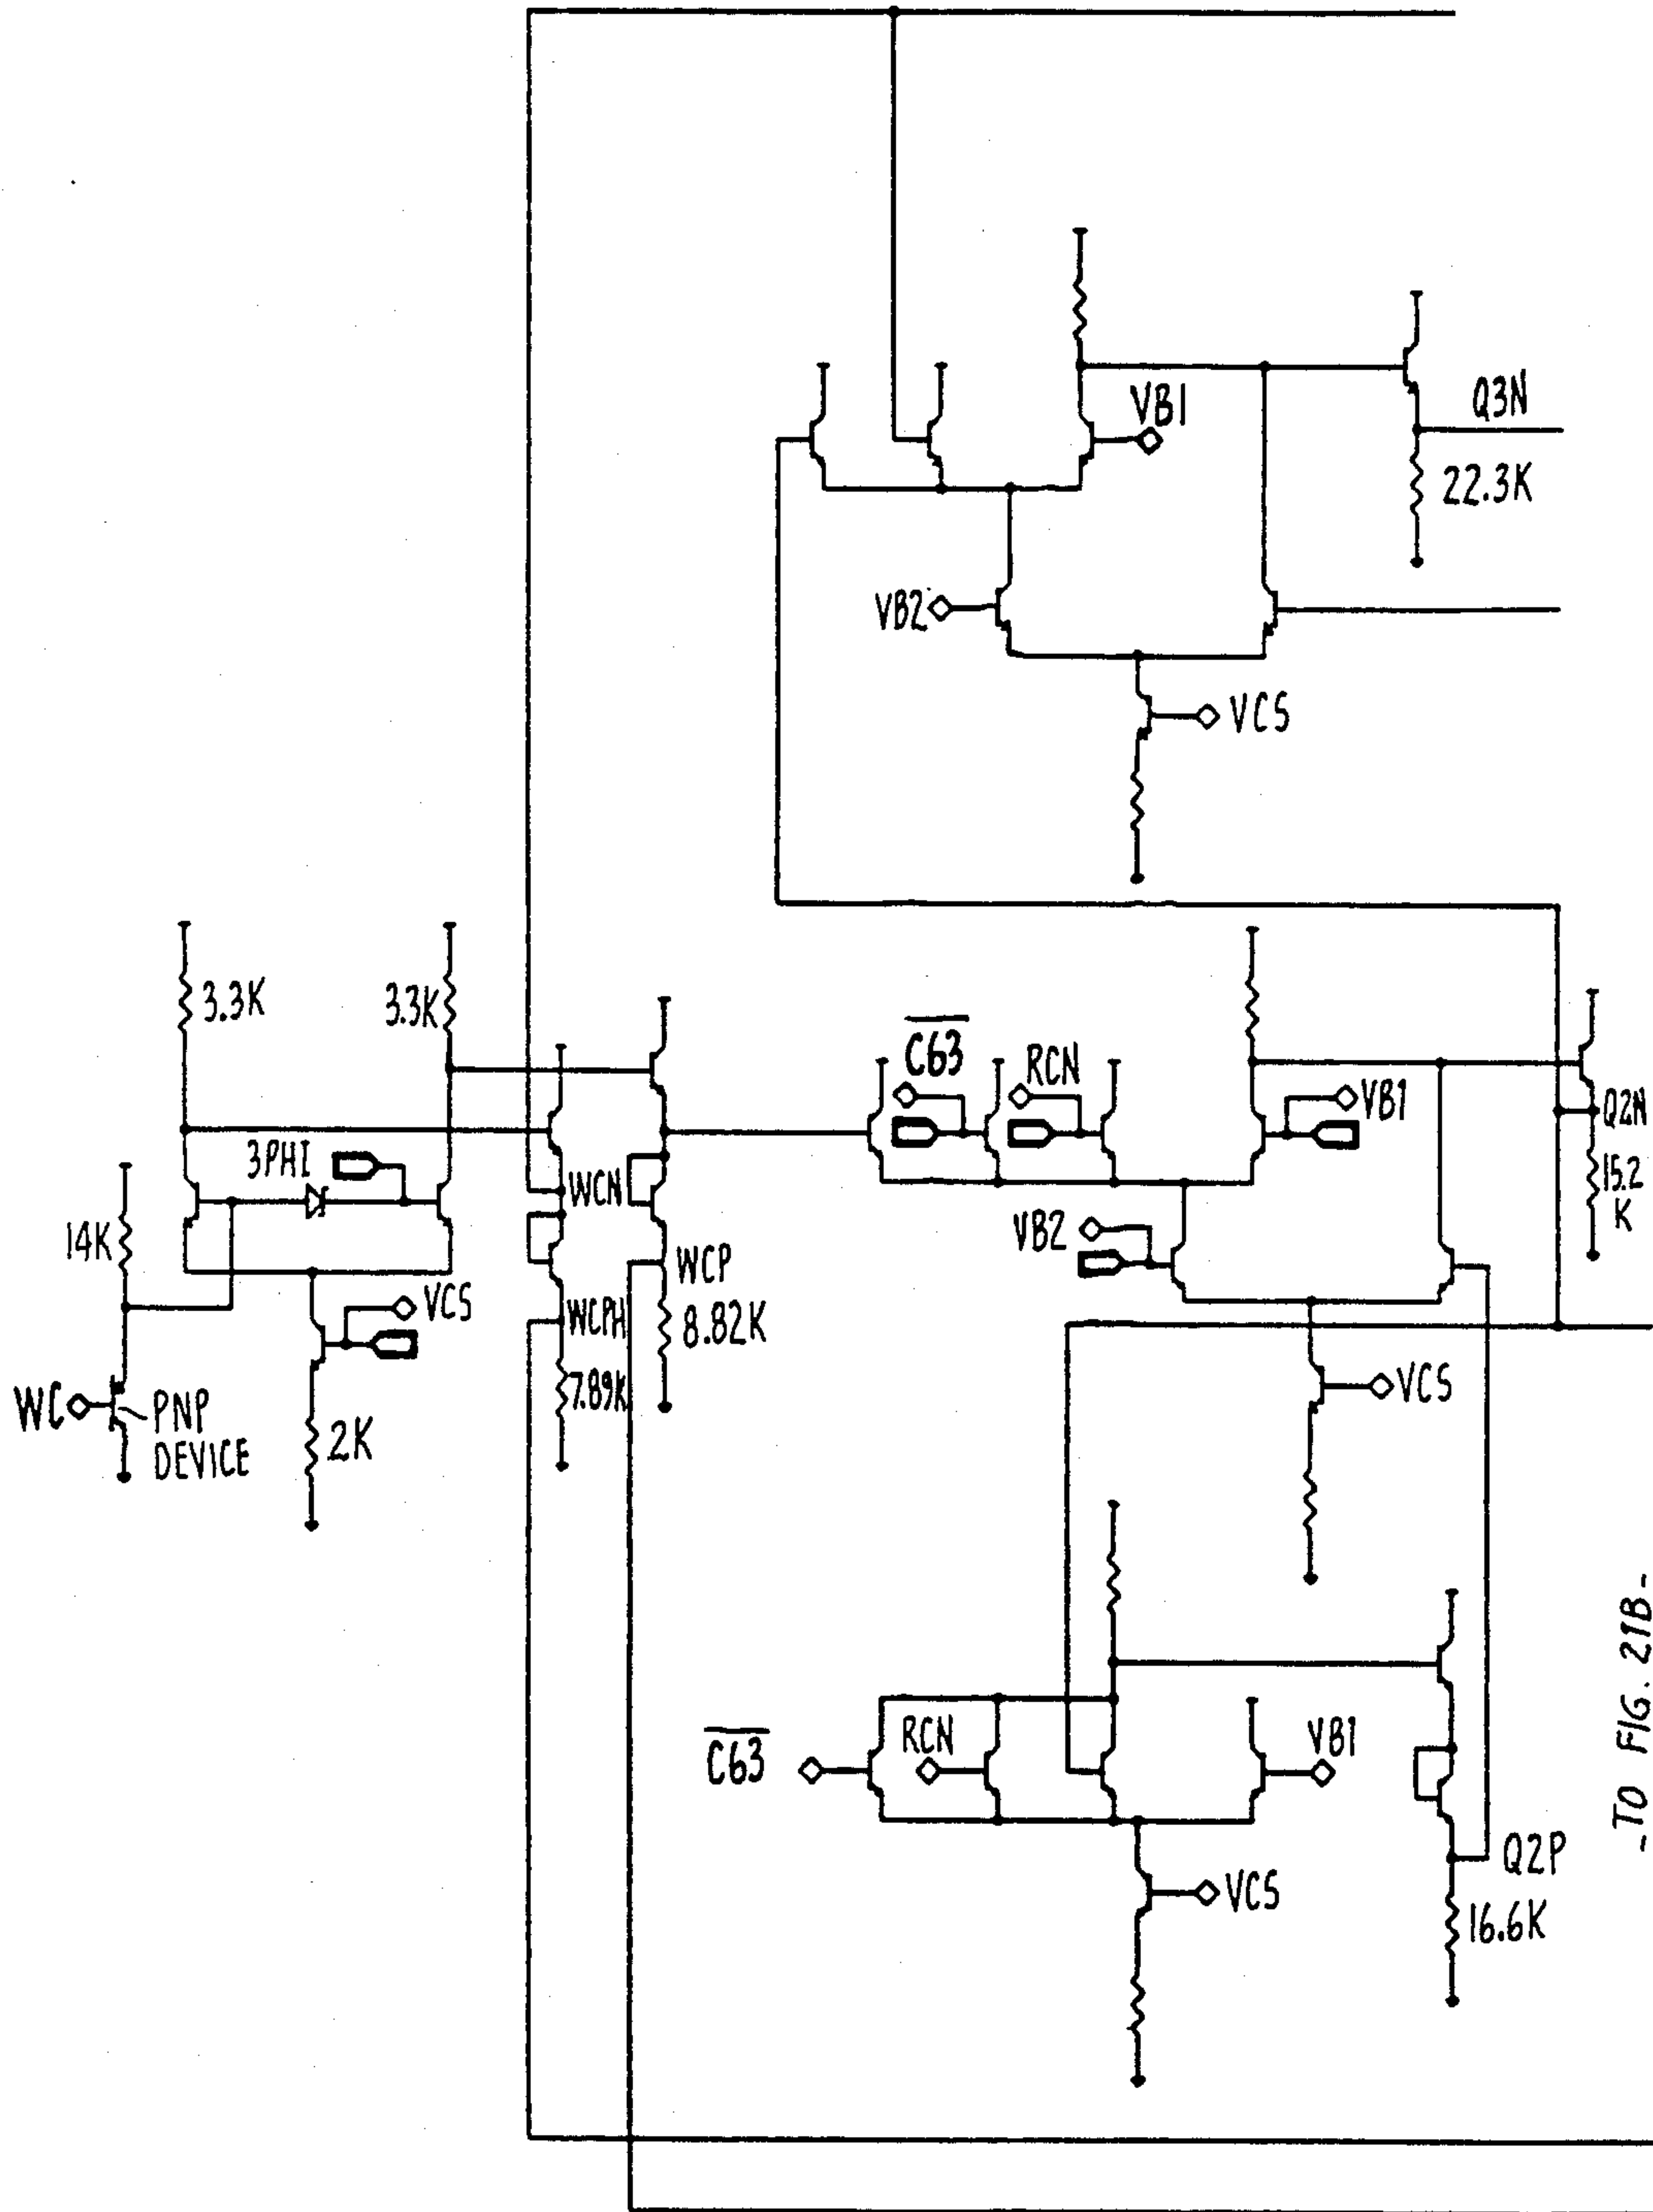 VB1
Q3N
22.3K
VB2
VCS
3.3K
3.3K
C63
RCN
VB1
Q2N
3PHI
WCN
15.2
K
14K
VB2
WCP
VCS
WCPH
8.82K
7.89K
WC
PNP
DEVICE
2K
VCS
C63
RCN
VB1
Q2P
VCS
16.6K
-TO FIG. 21B-